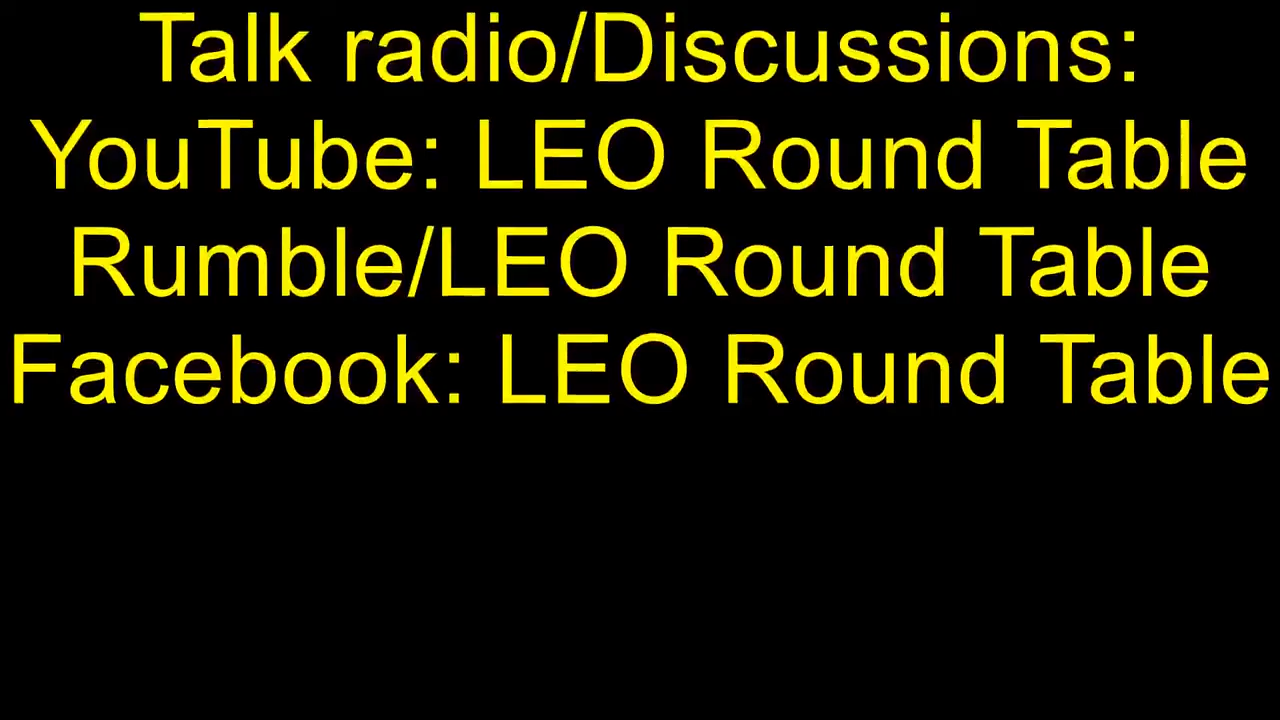 Talk radio/Discussions:
YouTube: LEO Round Table
Rumble/LEO Round Table
Facebook: LEO Round Table